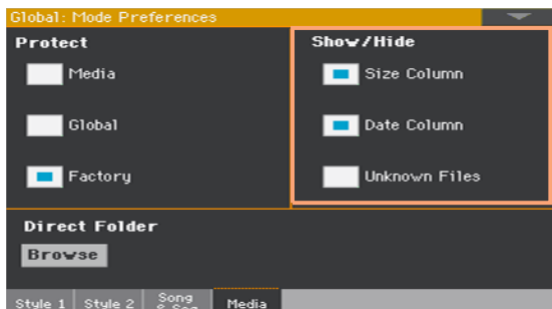 Global: Mode Preferences
Protect
Media
Global
Factory
Show/Hide
Size Column
Date Column
Unknown Files
Direct Folder
Browse
Style 1
Style 2
Song
& Seq
Media